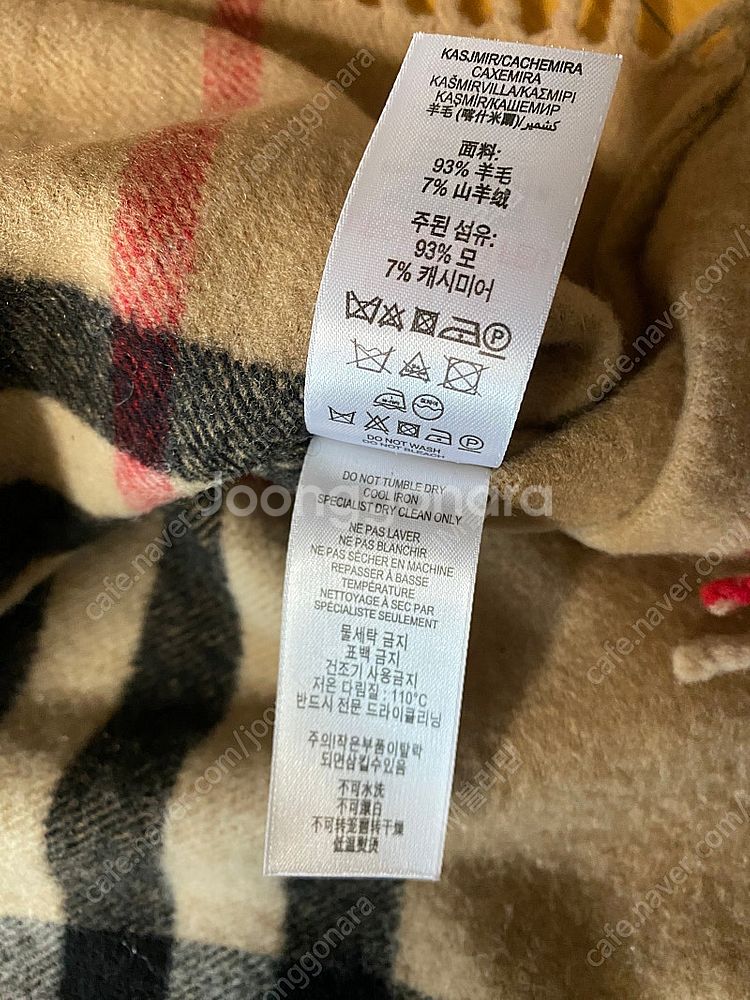 KASJMIR/CACHEMIRA
CAXEMIRA
KAŠMIRVILLA/ΚΑΣΜΙΡΙ
KAŞMİR/КАШЕМИР
羊毛 (喀什米爾)/كشمير
面料:
93% 羊毛
7% 山羊绒
주된 섬유:
93% 모
7% 캐시미어
P
DO NOT WASH
DO NOT BLEACH
DO NOT TUMBLE DRY
COOL IRON
SPECIALIST DRY CLEAN ONLY
NE PAS LAVER
NE PAS BLANCHIR
NE PAS SÉCHER EN MACHINE
REPASSER À BASSE
TEMPÉRATURE
NETTOYAGE À SEC PAR
SPÉCIALISTE SEULEMENT
물세탁 금지
표백 금지
건조기 사용금지
저온 다림질 : 110°C
반드시 전문 드라이클리닝
주의!작은부품이탈락
되면삼킬수있음
不可水洗
不可漂白
不可转笼翻转干燥
低温熨烫
joonggonara
cafe.naver.com/joonggonara